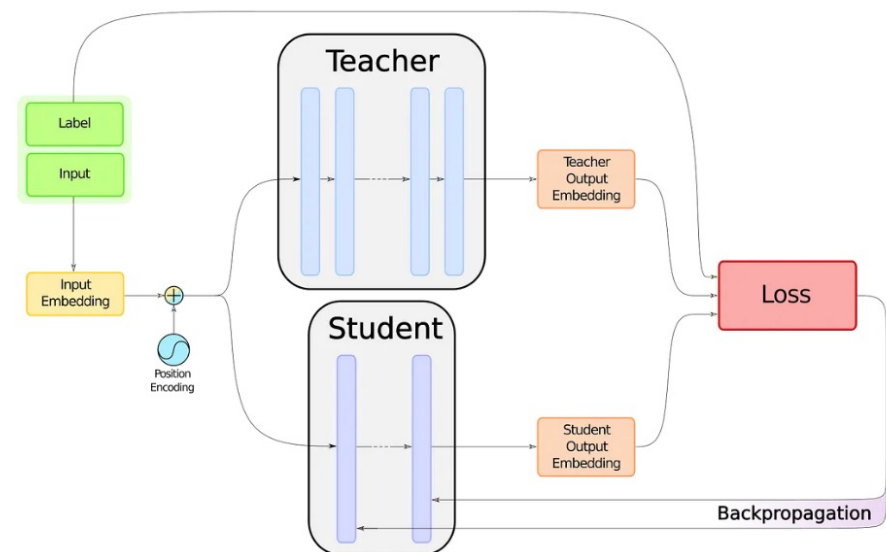 Teacher
Label
Input
Teacher
Output
Embedding
Input
Embedding
Loss
Student
Position
Encoding
Student
Output
Embedding
Backpropagation